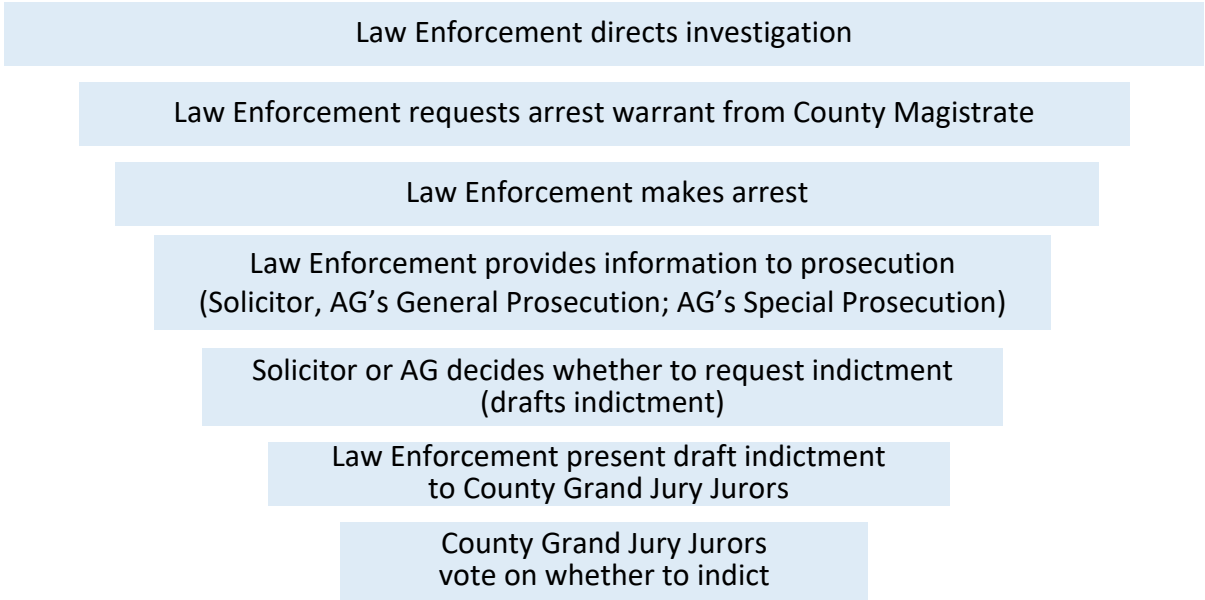 Law Enforcement directs investigation
Law Enforcement requests arrest warrant from County Magistrate
Law Enforcement makes arrest
Law Enforcement provides information to prosecution
(Solicitor, AG’s General Prosecution; AG’s Special Prosecution)
Solicitor or AG decides whether to request indictment
(drafts indictment)
Law Enforcement present draft indictment
to County Grand Jury Jurors
County Grand Jury Jurors
vote on whether to indict